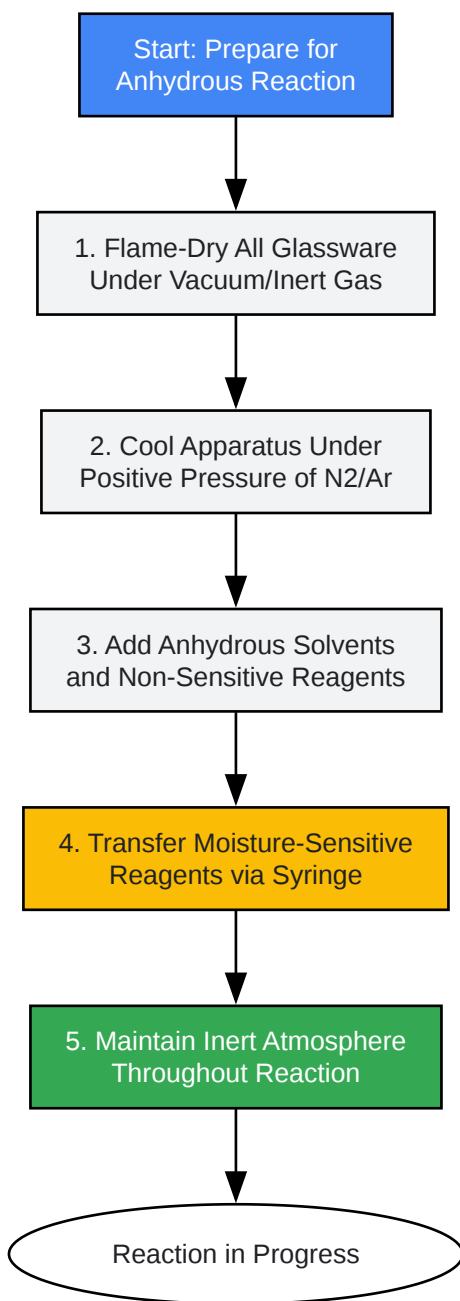 Start: Prepare for
Anhydrous Reaction
1. Flame-Dry All Glassware
Under Vacuum/Inert Gas
2. Cool Apparatus Under
Positive Pressure of N2/Ar
3. Add Anhydrous Solvents
and Non-Sensitive Reagents
4. Transfer Moisture-Sensitive
Reagents via Syringe
5. Maintain Inert Atmosphere
Throughout Reaction
Reaction in Progress